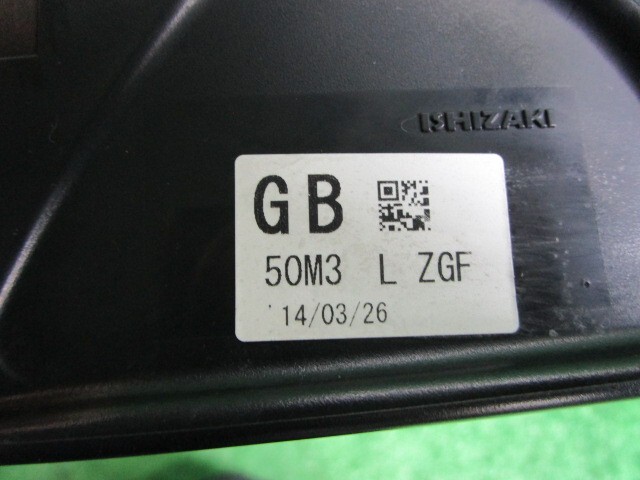 ISHIZAKI
GB
50M3 L ZGF
'14/03/26